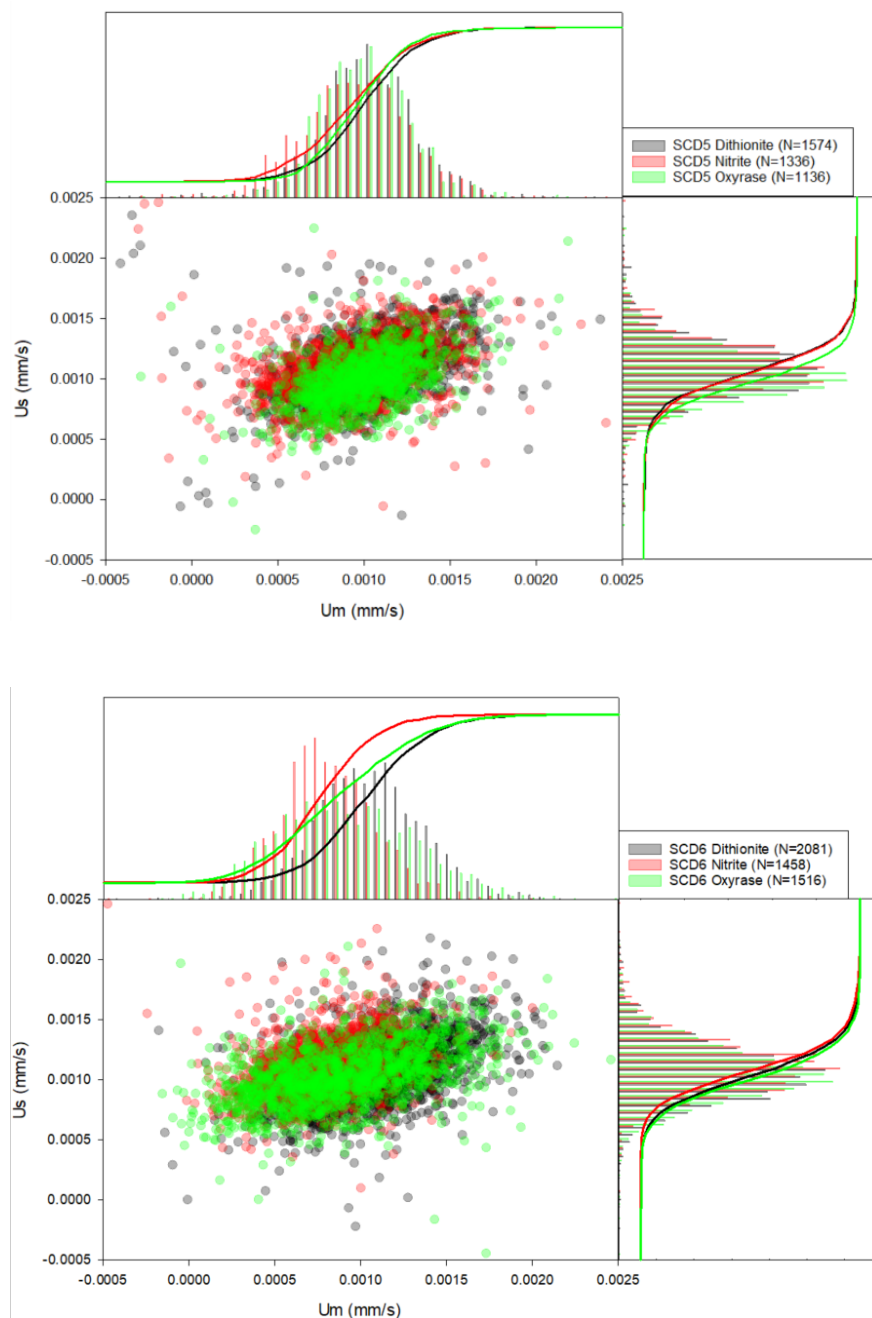 SCD5 Dithionite (N=1574)
SCD5 Nitrite (N=1336)
SCD5 Oxyrase (N=1136)
0.0025
0.0020
0.0015
0.0010
0.0005
0.0000
-0.0005
Us (mm/s)
-0.0005 0.0000 0.0005 0.0010 0.0015 0.0020 0.0025
Um (mm/s)
SCD6 Dithionite (N=2081)
SCD6 Nitrite (N=1458)
SCD6 Oxyrase (N=1516)
0.0025
0.0020
0.0015
0.0010
0.0005
0.0000
-0.0005
Us (mm/s)
-0.0005 0.0000 0.0005 0.0010 0.0015 0.0020 0.0025
Um (mm/s)